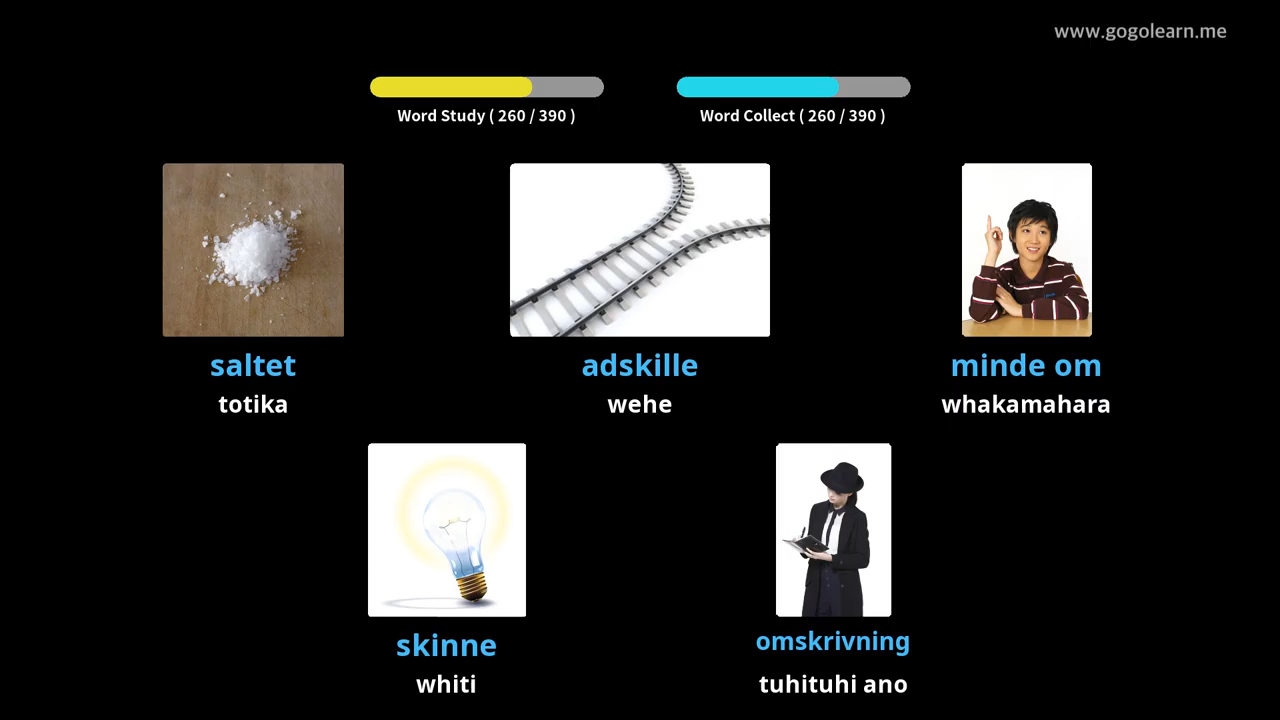 www.gogolearn.me
Word Study ( 260 / 390 )
Word Collect ( 260 / 390 )
saltet
totika
adskille
wehe
minde om
whakamahara
skinne
whiti
omskrivning
tuhituhi ano